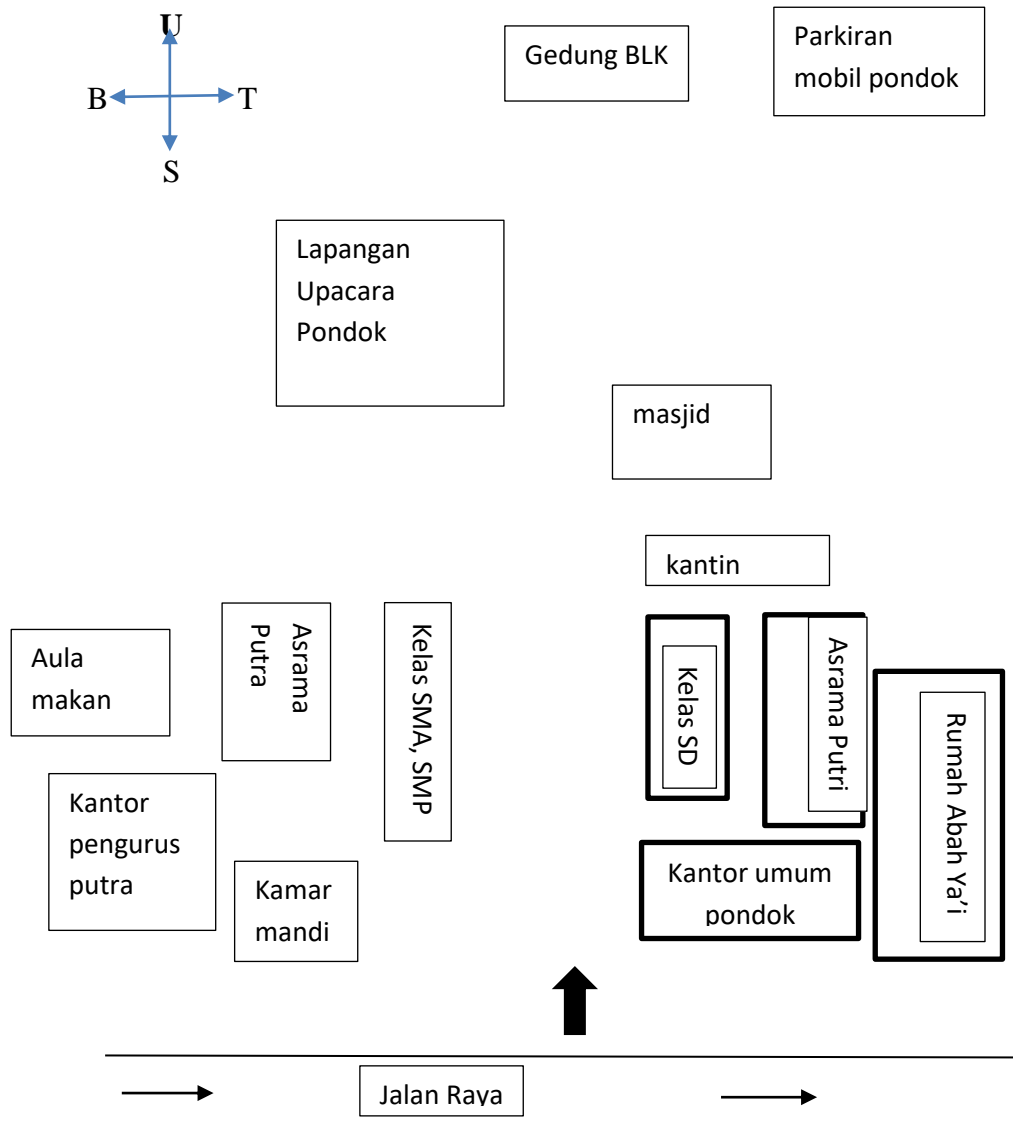 U
B
T
S
Gedung BLK
Parkiran
mobil pondok
Lapangan
Upacara
Pondok
masjid
kantin
Aula
makan
Asrama
Putra
Kelas SMA, SMP
Kelas SD
Asrama Putri
Rumah Abah Ya’i
Kantor
pengurus
putra
Kamar
mandi
Kantor umum
pondok
Jalan Raya